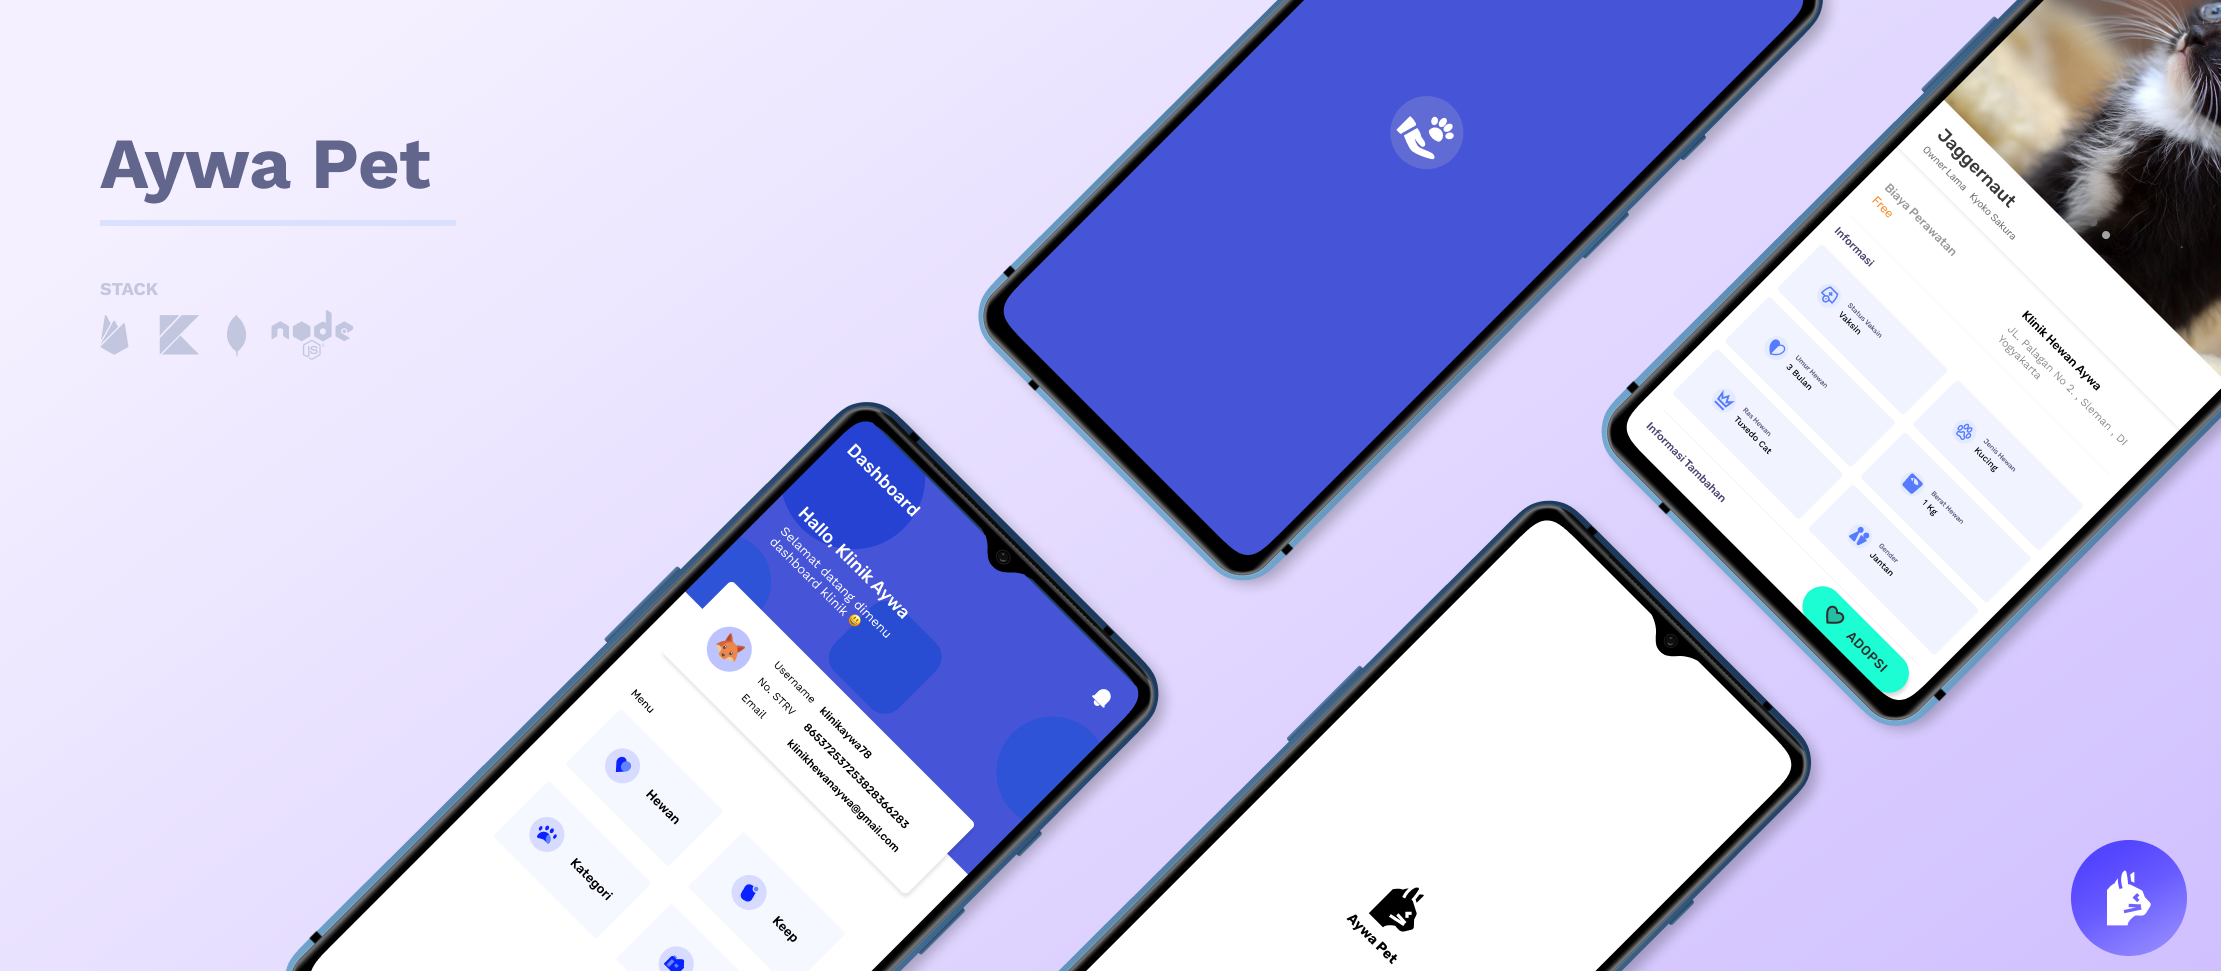 Aywa Pet
STACK
node
JS
Dashboard
Hallo, Klinik Aywa
Selamat datang dimenu
dashboard klinik 😃
Username klinikaywa78
No. STRV 865372537253828366283
Email klinikhewanaywa@gmail.com
Menu
Hewan
Kategori
Keep
Aywa Pet
Jaggernaut
Owner Lama Kyoko Sakura
Biaya Perawatan
Free
Klinik Hewan Aywa
JL. Palagan No 2. , Sleman , DI
Yogyakarta
Informasi
Status Vaksin
Vaksin
Jenis Hewan
Kucing
Umur Hewan
3 Bulan
Berat Hewan
1 Kg
Ras Hewan
Tuxedo Cat
Gender
Jantan
Informasi Tambahan
ADOPSI